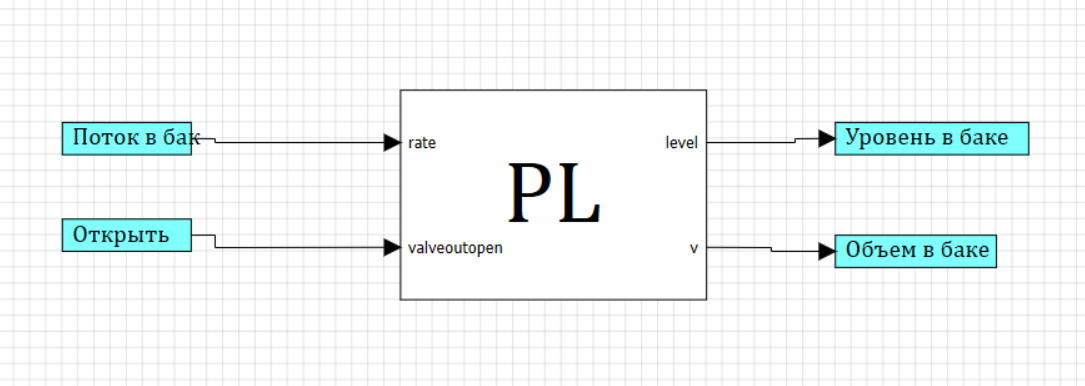 Поток в бак
rate
level
Уровень в баке
PL
Открыть
valveoutopen
v
Объем в баке